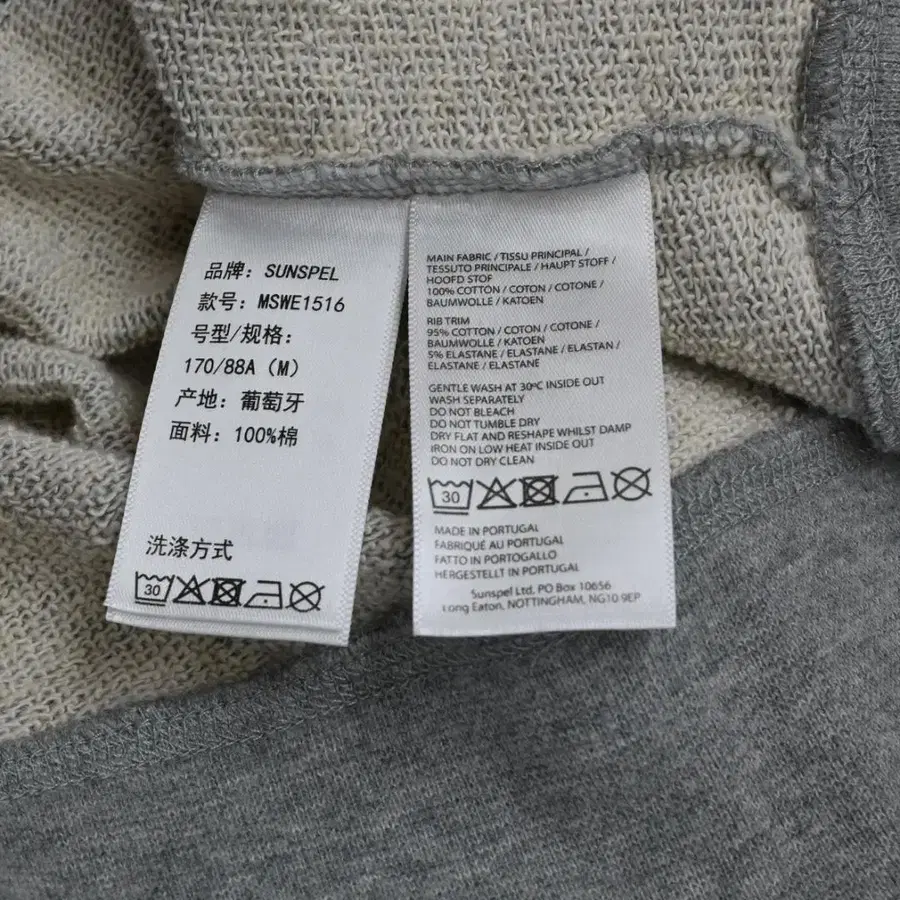 品牌: SUNSPEL
款号: MSWE1516
号型/规格:
170/88A (M)
产地: 葡萄牙
面料: 100%棉
洗涤方式
30
MAIN FABRIC / TISSU PRINCIPAL /
TESSUTO PRINCIPALE / HAUPT STOFF /
HOOFD STOF
100% COTTON / COTON / COTONE /
BAUMWOLLE / KATOEN
RIB TRIM
95% COTTON / COTON / COTONE /
BAUMWOLLE / KATOEN
5% ELASTANE / ELASTANE / ELASTAN /
ELASTANE / ELASTANE
GENTLE WASH AT 30ºC INSIDE OUT
WASH SEPARATELY
DO NOT BLEACH
DO NOT TUMBLE DRY
DRY FLAT AND RESHAPE WHILST DAMP
IRON ON LOW HEAT INSIDE OUT
DO NOT DRY CLEAN
30
MADE IN PORTUGAL
FABRIQUÉ AU PORTUGAL
FATTO IN PORTOGALLO
HERGESTELLT IN PORTUGAL
Sunspel Ltd, PO Box 10656
Long Eaton, NOTTINGHAM, NG10 9EP